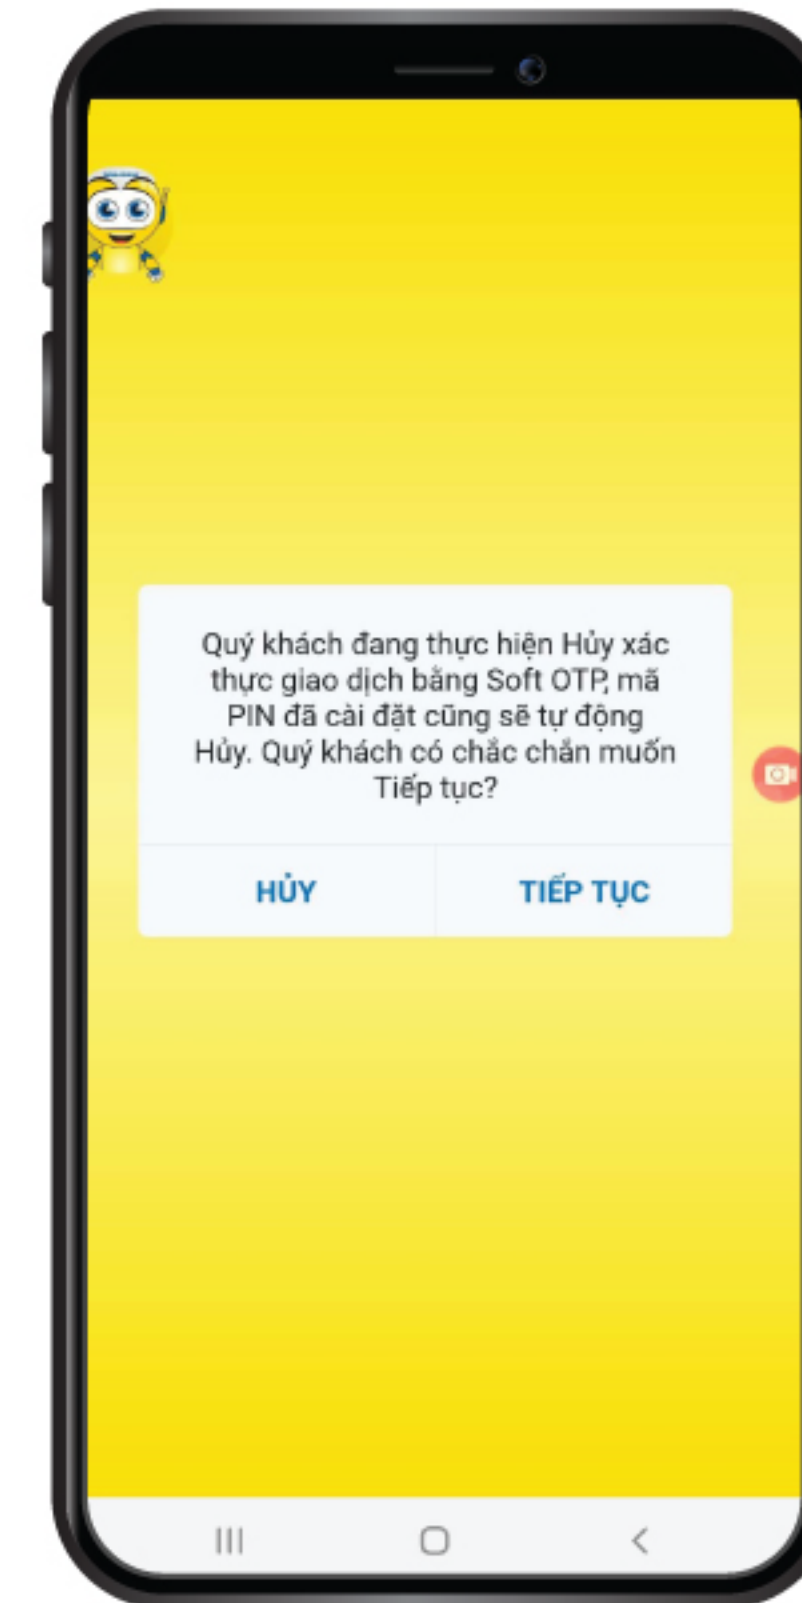 Quý khách đang thực hiện Hủy xác
thực giao dịch bằng Soft OTP, mã
PIN đã cài đặt cũng sẽ tự động
Hủy. Quý khách có chắc chắn muốn
Tiếp tục?
HỦY
TIẾP TỤC